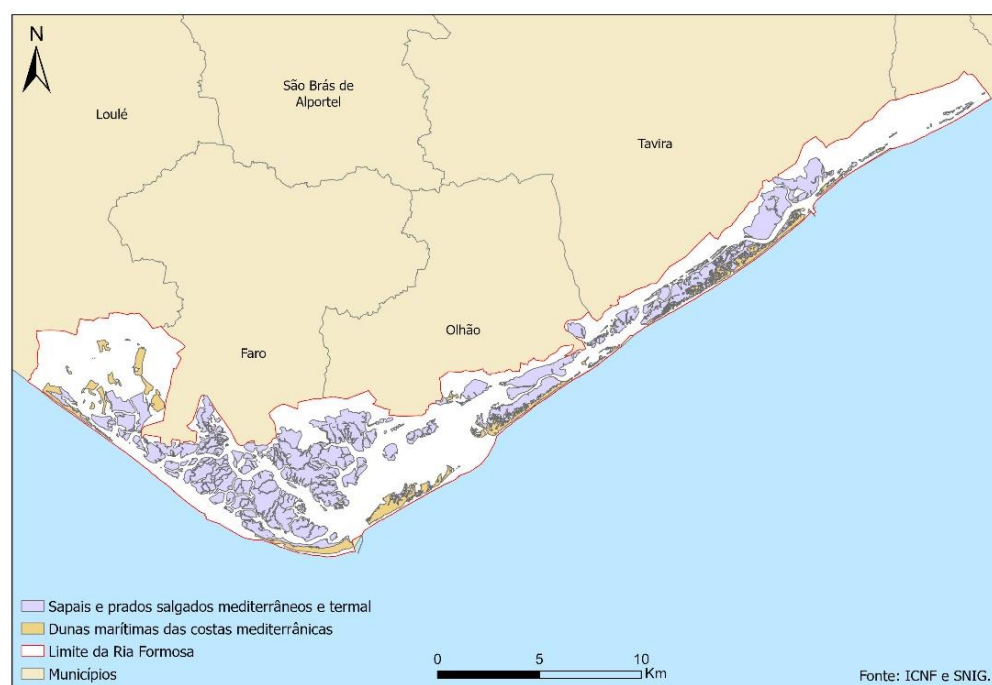 N
São Brás de
Alportel
Loulé
Tavira
Olhão
Faro
Sapais e prados salgados mediterrâneos e termal
Dunas marítimas das costas mediterrânicas
Limite da Ria Formosa
Municípios
0 5 10
Km
Fonte: ICNF e SNIG.